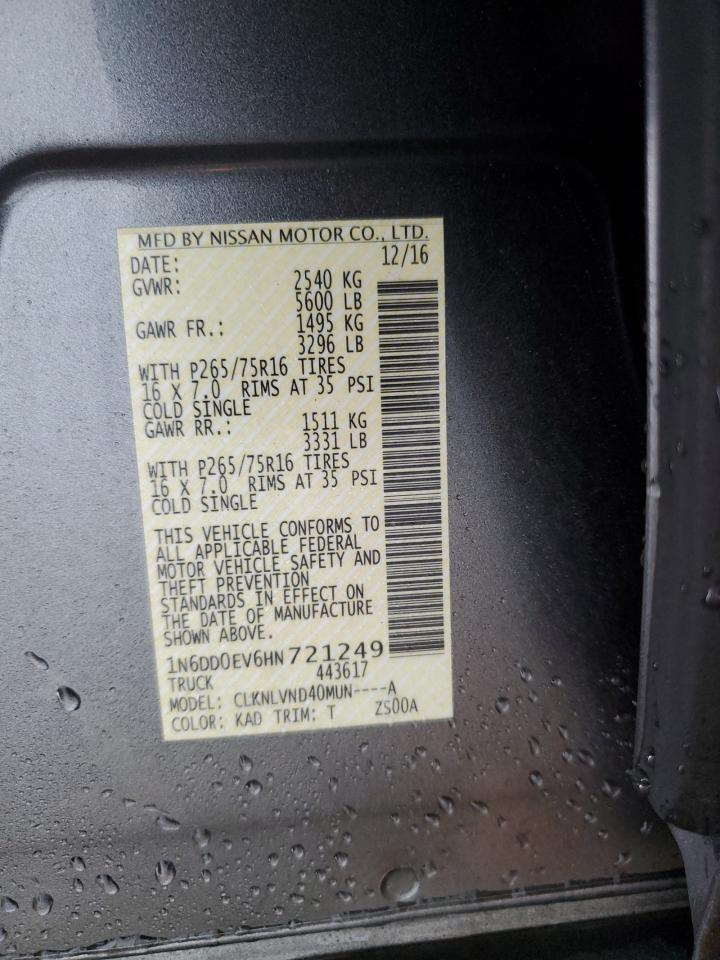 MFD BY NISSAN MOTOR CO., LTD.
DATE: 12/16
GVWR: 2540 KG
5600 LB
GAWR FR.: 1495 KG
3296 LB
WITH P265/75R16 TIRES
16 X 7.0 RIMS AT 35 PSI
COLD SINGLE
GAWR RR.: 1511 KG
3331 LB
WITH P265/75R16 TIRES
16 X 7.0 RIMS AT 35 PSI
COLD SINGLE
THIS VEHICLE CONFORMS TO
ALL APPLICABLE FEDERAL
MOTOR VEHICLE SAFETY AND
THEFT PREVENTION
STANDARDS IN EFFECT ON
THE DATE OF MANUFACTURE
SHOWN ABOVE.
1N6DD0EV6HN721249
TRUCK 443617
MODEL: CLKNLVND40MUN----A
COLOR: KAD TRIM: T ZS00A